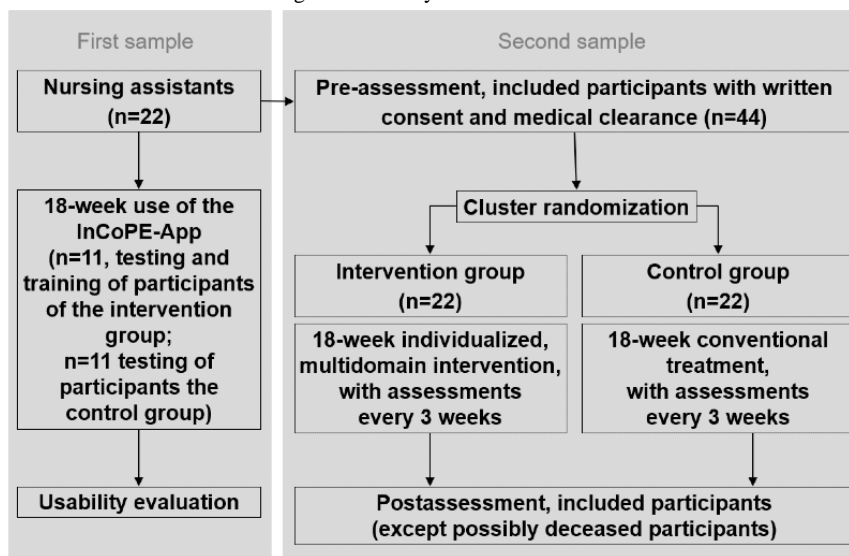 First sample
Nursing assistants
(n=22)
18-week use of the
InCoPE-App
(n=11, testing and
training of participants
of the intervention
group;
n=11 testing of
participants the
control group)
Usability evaluation
Second sample
Pre-assessment, included participants with written
consent and medical clearance (n=44)
Cluster randomization
Intervention group
(n=22)
Control group
(n=22)
18-week individualized,
multidomain intervention,
with assessments
every 3 weeks
18-week conventional
treatment,
with assessments
every 3 weeks
Postassessment, included participants
(except possibly deceased participants)